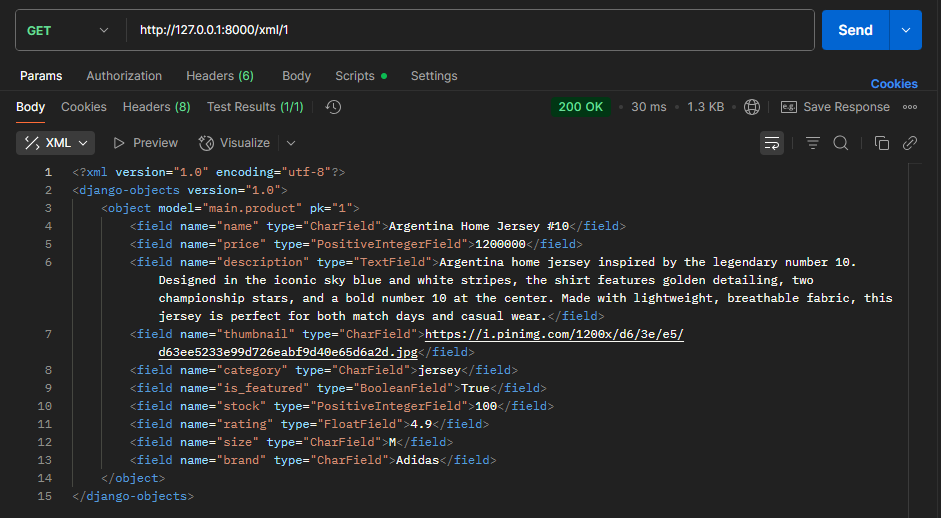 GET http://127.0.0.1:8000/xml/1 Send
Params Authorization Headers (6) Body Scripts Settings Cookies
Body Cookies Headers (8) Test Results (1/1) 200 OK 30 ms 1.3 KB e.g. Save Response
XML Preview Visualize
1 <?xml version="1.0" encoding="utf-8"?>
2 <django-objects version="1.0">
3 <object model="main.product" pk="1">
4 <field name="name" type="CharField">Argentina Home Jersey #10</field>
5 <field name="price" type="PositiveIntegerField">1200000</field>
6 <field name="description" type="TextField">Argentina home jersey inspired by the legendary number 10.
Designed in the iconic sky blue and white stripes, the shirt features golden detailing, two
championship stars, and a bold number 10 at the center. Made with lightweight, breathable fabric, this
jersey is perfect for both match days and casual wear.</field>
7 <field name="thumbnail" type="CharField">https://i.pinimg.com/1200x/d6/3e/e5/
d63ee5233e99d726eabf9d40e65d6a2d.jpg</field>
8 <field name="category" type="CharField">jersey</field>
9 <field name="is_featured" type="BooleanField">True</field>
10 <field name="stock" type="PositiveIntegerField">100</field>
11 <field name="rating" type="FloatField">4.9</field>
12 <field name="size" type="CharField">M</field>
13 <field name="brand" type="CharField">Adidas</field>
14 </object>
15 </django-objects>